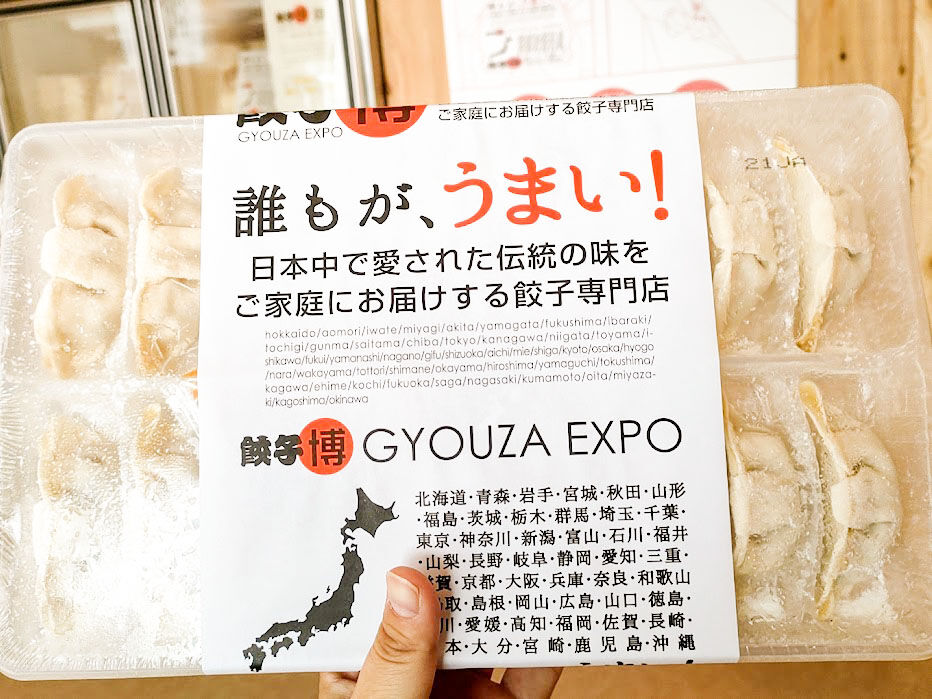 餃子博
GYOUZA EXPO
ご家庭にお届けする餃子専門店
21JA
誰もが、うまい!
日本中で愛された伝統の味を
ご家庭にお届けする餃子専門店
hokkaido/aomori/iwate/miyagi/akita/yamagata/fukushima/ibaraki/
tochigi/gunma/saitama/chiba/tokyo/kanagawa/niigata/toyama/i-
shikawa/fukui/yamanashi/nagano/gifu/shizuoka/aichi/mie/shiga/kyoto/osaka/hyogo
/nara/wakayama/tottori/shimane/okayama/hiroshima/yamaguchi/tokushima/
kagawa/ehime/kochi/fukuoka/saga/nagasaki/kumamoto/oita/miyaza-
ki/kagoshima/okinawa
餃子博 GYOUZA EXPO
北海道・青森・岩手・宮城・秋田・山形
・福島・茨城・栃木・群馬・埼玉・千葉・
東京・神奈川・新潟・富山・石川・福井
・山梨・長野・岐阜・静岡・愛知・三重・
賀・京都・大阪・兵庫・奈良・和歌山
取・島根・岡山・広島・山口・徳島・
川・愛媛・高知・福岡・佐賀・長崎・
本・大分・宮崎・鹿児島・沖縄